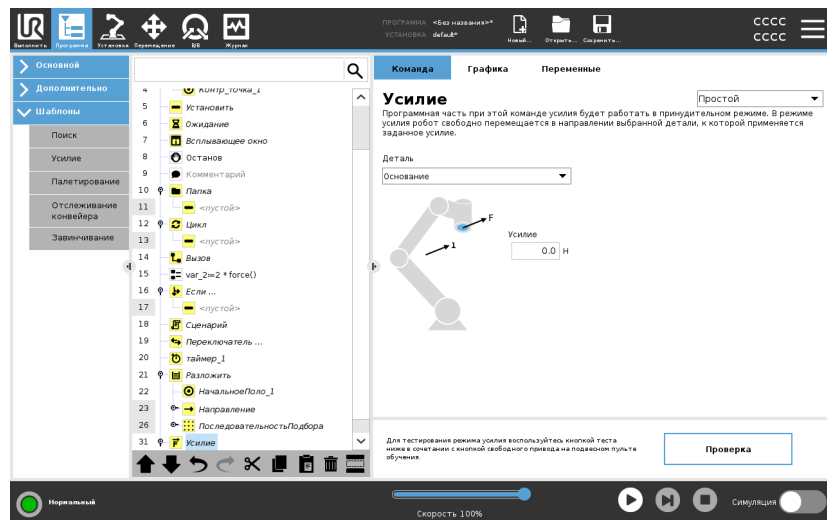 UR
Выполнить
Программа
Установка
Перемещение
В/В
Журнал
ПРОГРАММА <Без названия>*
УСТАНОВКА default*
Новый...
Открыть...
Сохранить...
cccc
cccc
Основной
Дополнительно
Шаблоны
Поиск
Усилие
Палетирование
Отслеживание
конвейера
Завинчивание
4 Контр_точка_1
5 Установить
6 Ожидание
7 Всплывающее окно
8 Останов
9 Комментарий
10 Папка
11 <пустой>
12 Цикл
13 <пустой>
14 Вызов
15 var_2≔2 * force()
16 Если ...
17 <пустой>
18 Сценарий
19 Переключатель ...
20 таймер_1
21 Разложить
22 НачальноеПоло_1
23 Направление
26 ПоследовательностьПодбора
31 Усилие
Команда
Графика
Переменные
Усилие
Простой
Программная часть при этой команде усилия будет работать в принудительном режиме. В режиме
усилия робот свободно перемещается в направлении выбранной детали, к которой применяется
заданное усилие.
Деталь
Основание
F
1
Усилие
0.0 Н
Для тестирования режима усилия воспользуйтесь кнопкой теста
ниже в сочетании с кнопкой свободного привода на подвесном пульте
обучения.
Проверка
Нормальный
Скорость 100%
Симуляция